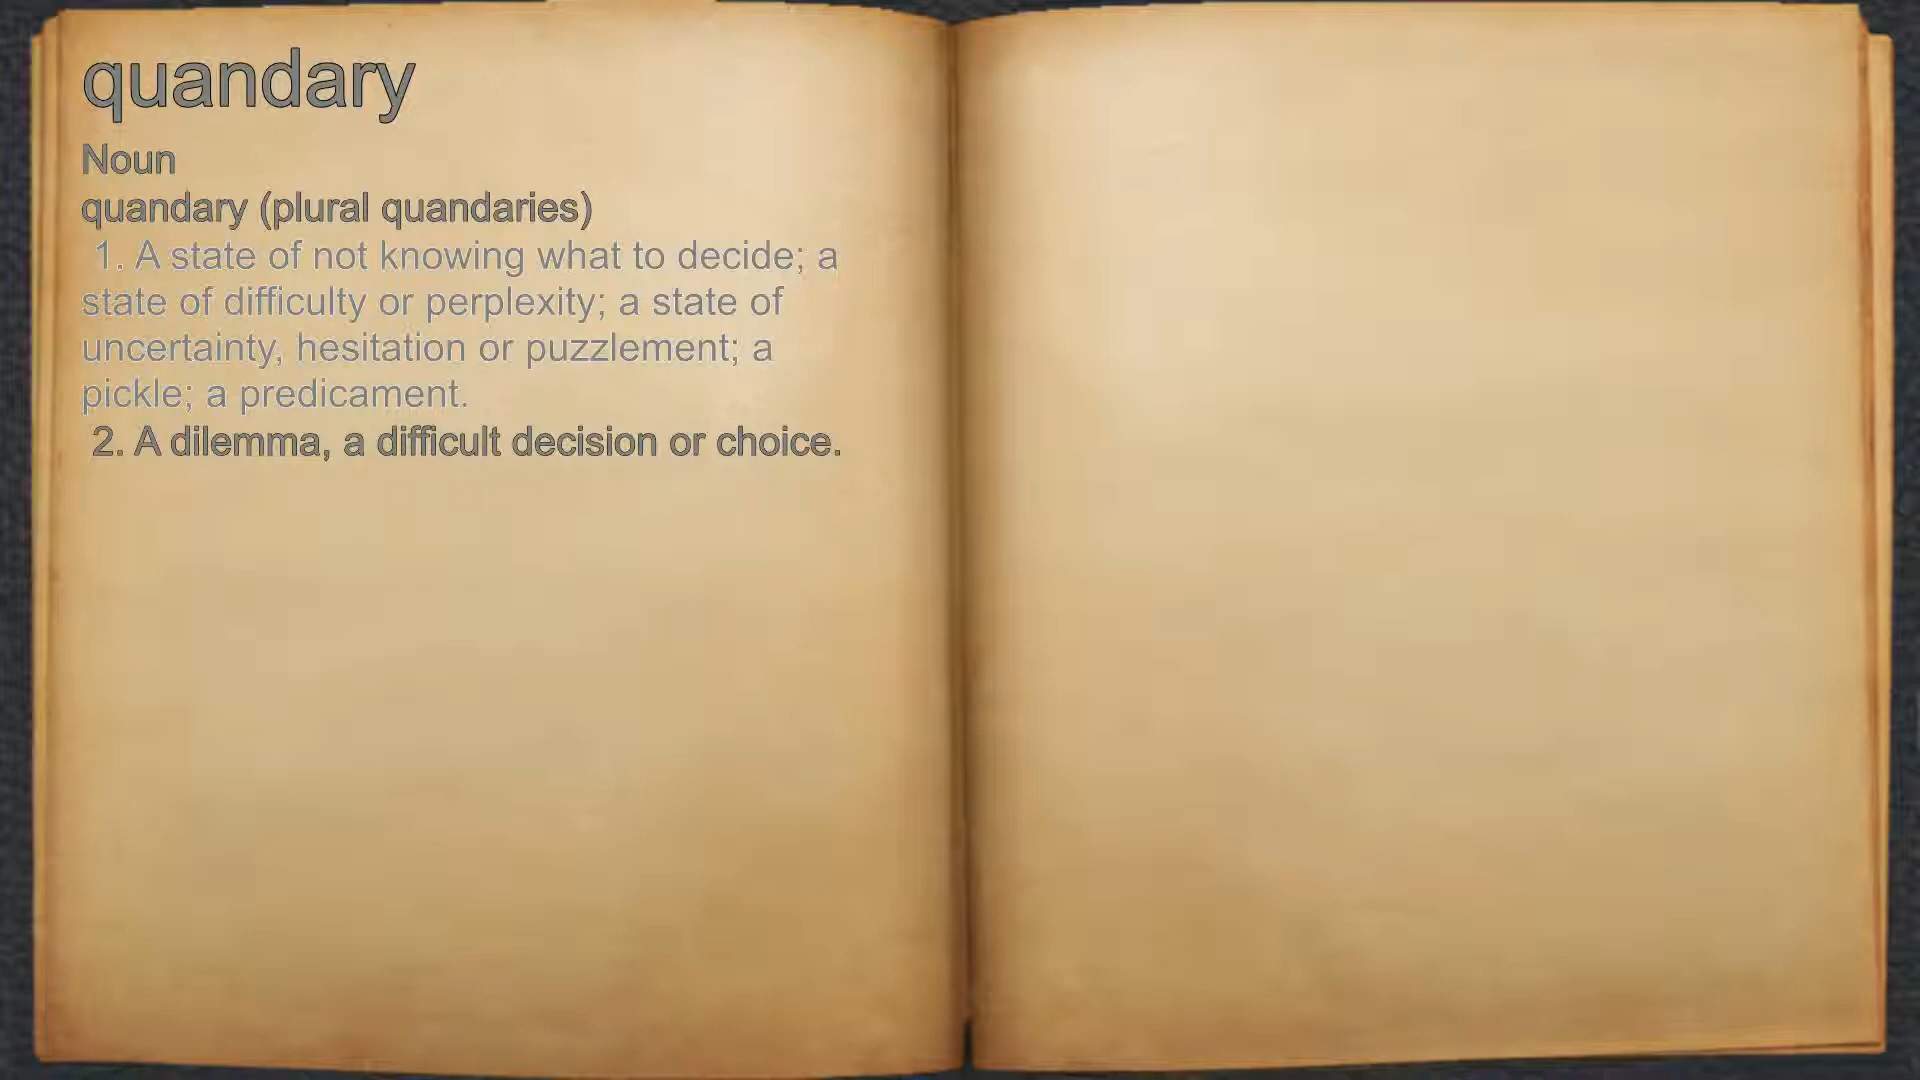 quandary
Noun
quandary (plural quandaries)
1. A state of not knowing what to decide; a
state of difficulty or perplexity; a state of
uncertainty, hesitation or puzzlement; a
pickle; a predicament.
2. A dilemma, a difficult decision or choice.